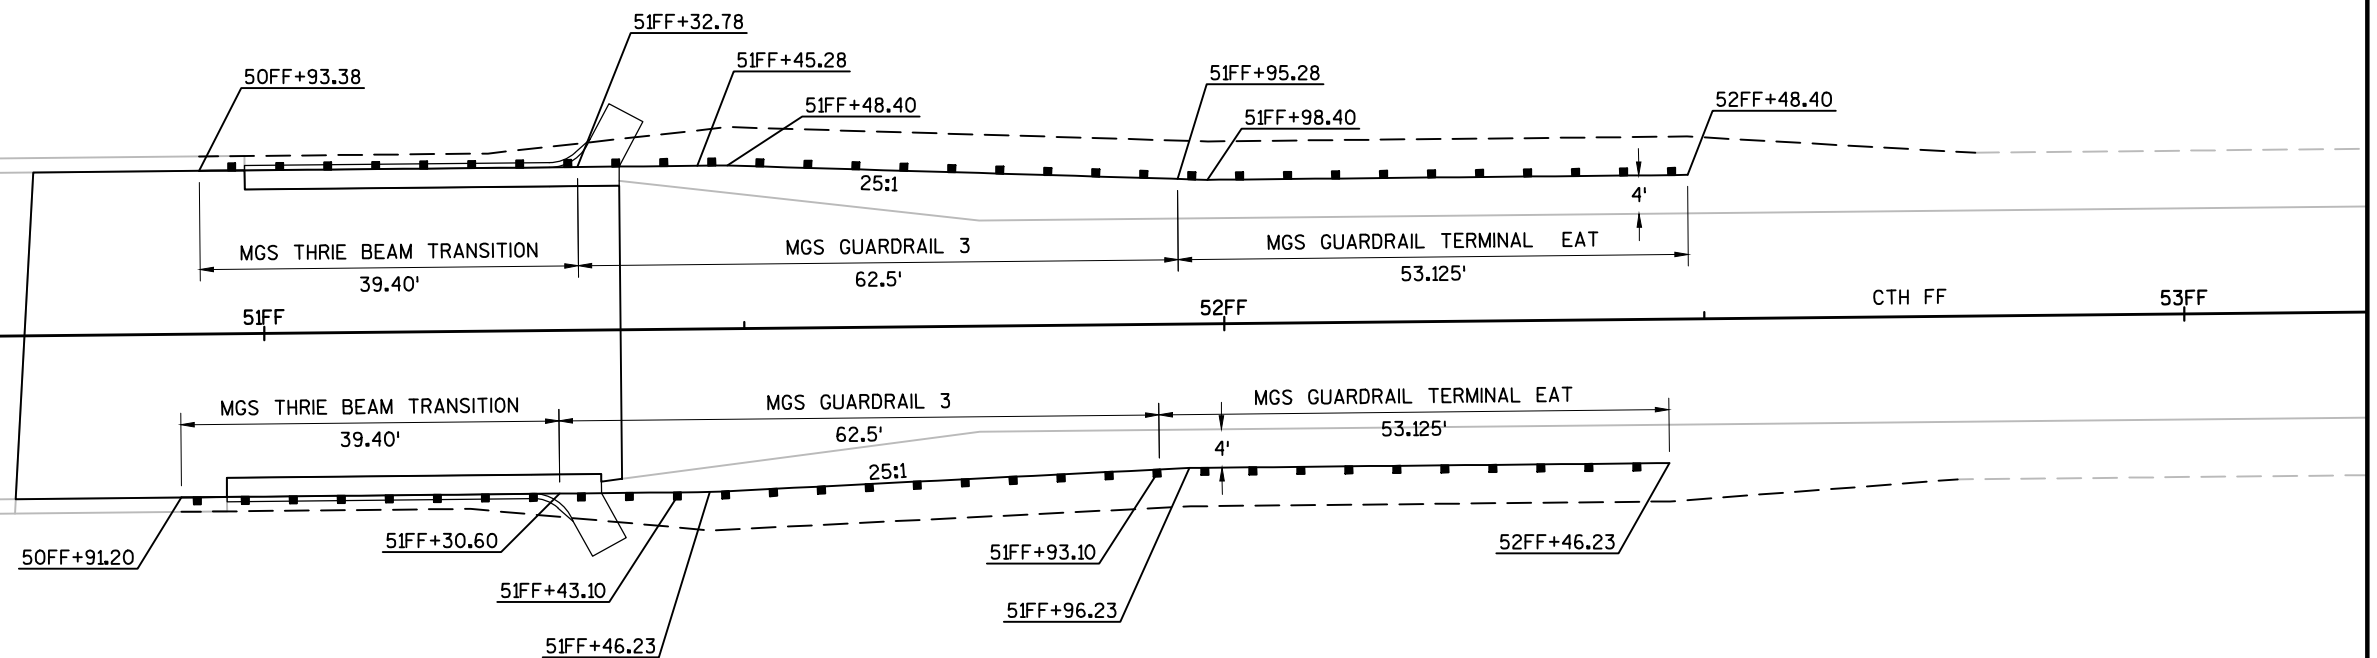 51FF+32.78
50FF+93.38
51FF+45.28
51FF+48.40
51FF+95.28
51FF+98.40
52FF+48.40
25:1
4'
MGS THRIE BEAM TRANSITION
39.40'
MGS GUARDRAIL 3
62.5'
MGS GUARDRAIL TERMINAL EAT
53.125'
51FF
52FF
CTH FF
53FF
MGS THRIE BEAM TRANSITION
39.40'
MGS GUARDRAIL 3
62.5'
MGS GUARDRAIL TERMINAL EAT
53.125'
4'
25:1
50FF+91.20
51FF+30.60
51FF+43.10
51FF+46.23
51FF+93.10
51FF+96.23
52FF+46.23